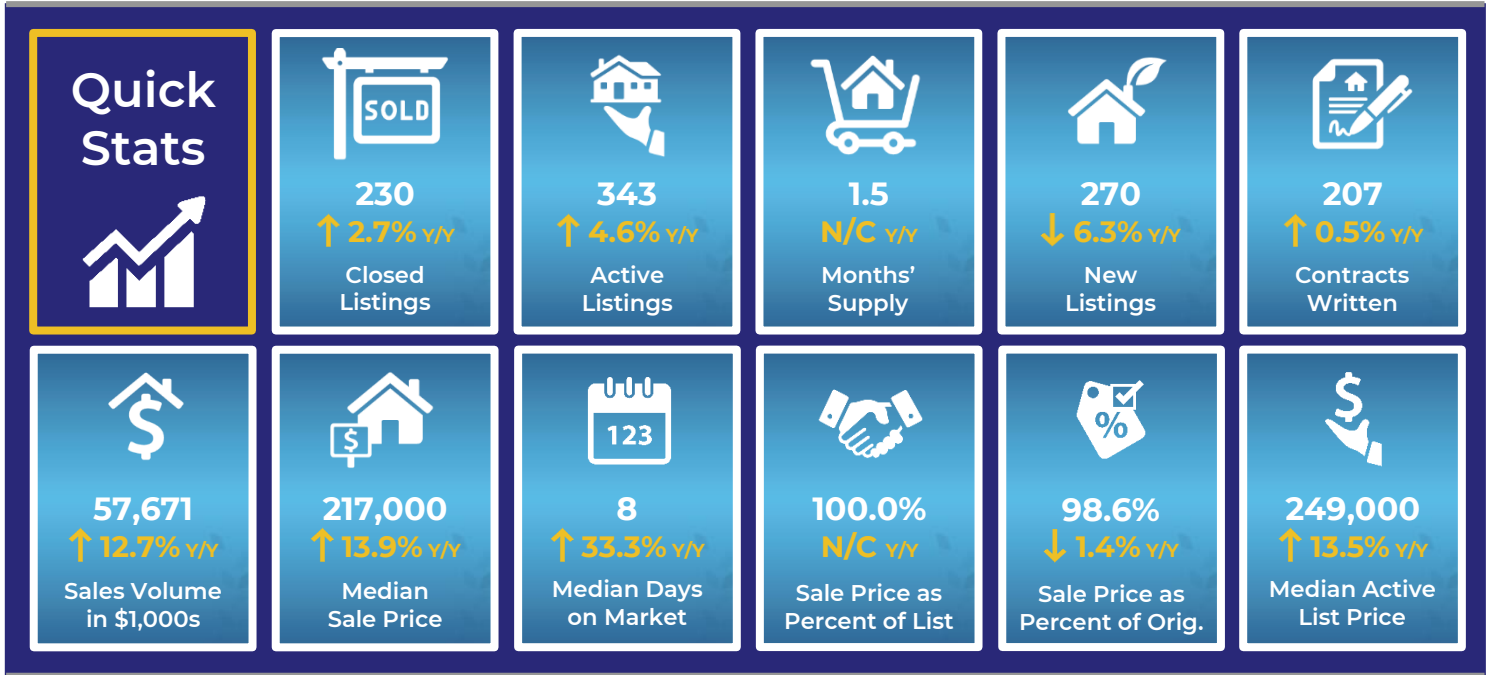 Quick
Stats
SOLD
230
↑ 2.7% Y/Y
Closed
Listings
343
↑ 4.6% Y/Y
Active
Listings
1.5
N/C Y/Y
Months’
Supply
270
↓ 6.3% Y/Y
New
Listings
207
↑ 0.5% Y/Y
Contracts
Written
$
57,671
↑ 12.7% Y/Y
Sales Volume
in $1,000s
$
217,000
↑ 13.9% Y/Y
Median
Sale Price
123
8
↑ 33.3% Y/Y
Median Days
on Market
100.0%
N/C Y/Y
Sale Price as
Percent of List
%
98.6%
↓ 1.4% Y/Y
Sale Price as
Percent of Orig.
$
249,000
↑ 13.5% Y/Y
Median Active
List Price